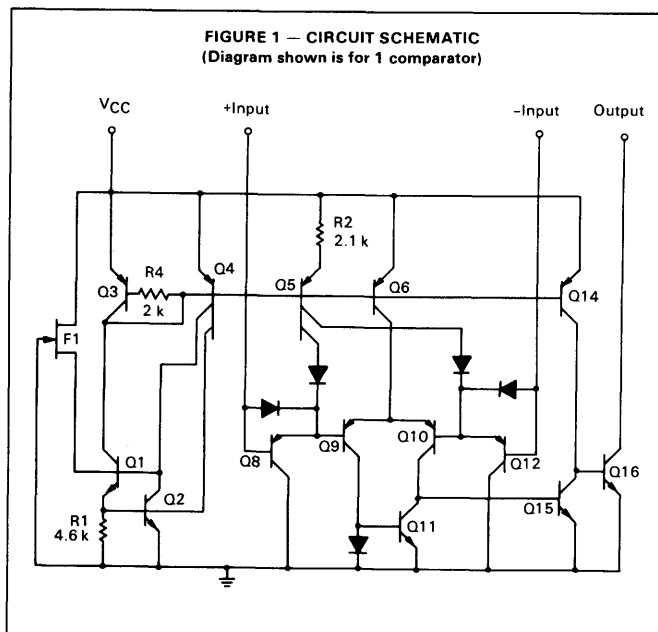 FIGURE 1 — CIRCUIT SCHEMATIC
(Diagram shown is for 1 comparator)
VCC
+Input
–Input
Output
R2
2.1 k
Q3
R4
2 k
Q4
Q5
Q6
Q14
F1
Q1
Q2
R1
4.6 k
Q8
Q9
Q10
Q12
Q11
Q15
Q16